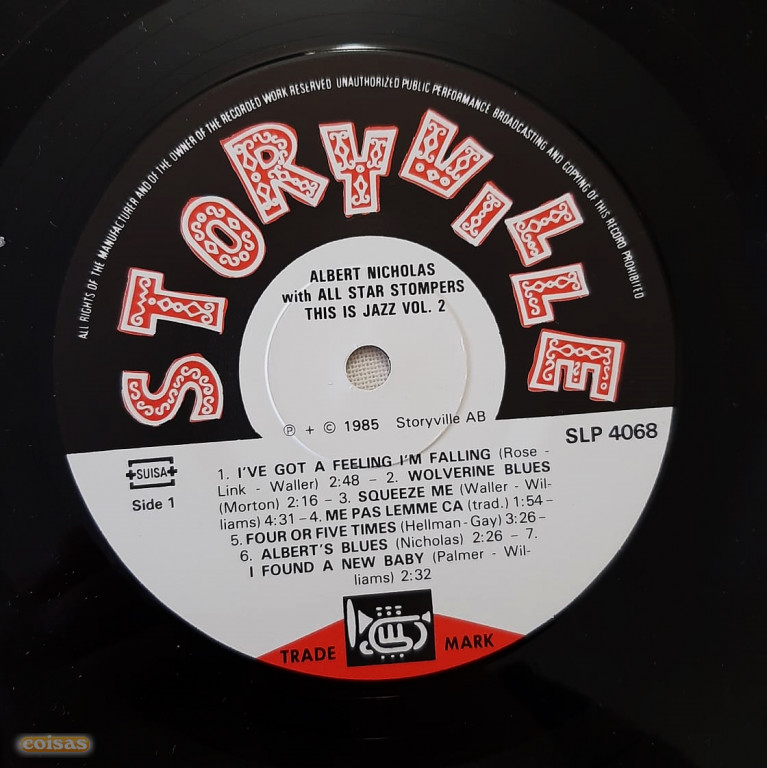 ALL RIGHTS OF THE MANUFACTURER AND OF THE OWNER OF THE RECORDED WORK RESERVED UNAUTHORIZED PUBLIC PERFORMANCE BROADCASTING AND COPYING OF THIS RECORD PROHIBITED
STORYVILLE
ALBERT NICHOLAS
with ALL STAR STOMPERS
THIS IS JAZZ VOL. 2
℗ + © 1985 Storyville AB
SLP 4068
SUISA
Side 1
1. I'VE GOT A FEELING I'M FALLING (Rose -
Link - Waller) 2:48 – 2. WOLVERINE BLUES
(Morton) 2:16 – 3. SQUEEZE ME (Waller - Wil-
liams) 4:31 – 4. ME PAS LEMME CA (trad.) 1:54 –
5. FOUR OR FIVE TIMES (Hellman-Gay) 3:26 –
6. ALBERT'S BLUES (Nicholas) 2:26 – 7.
I FOUND A NEW BABY (Palmer - Wil-
liams) 2:32
TRADE MARK
coisas